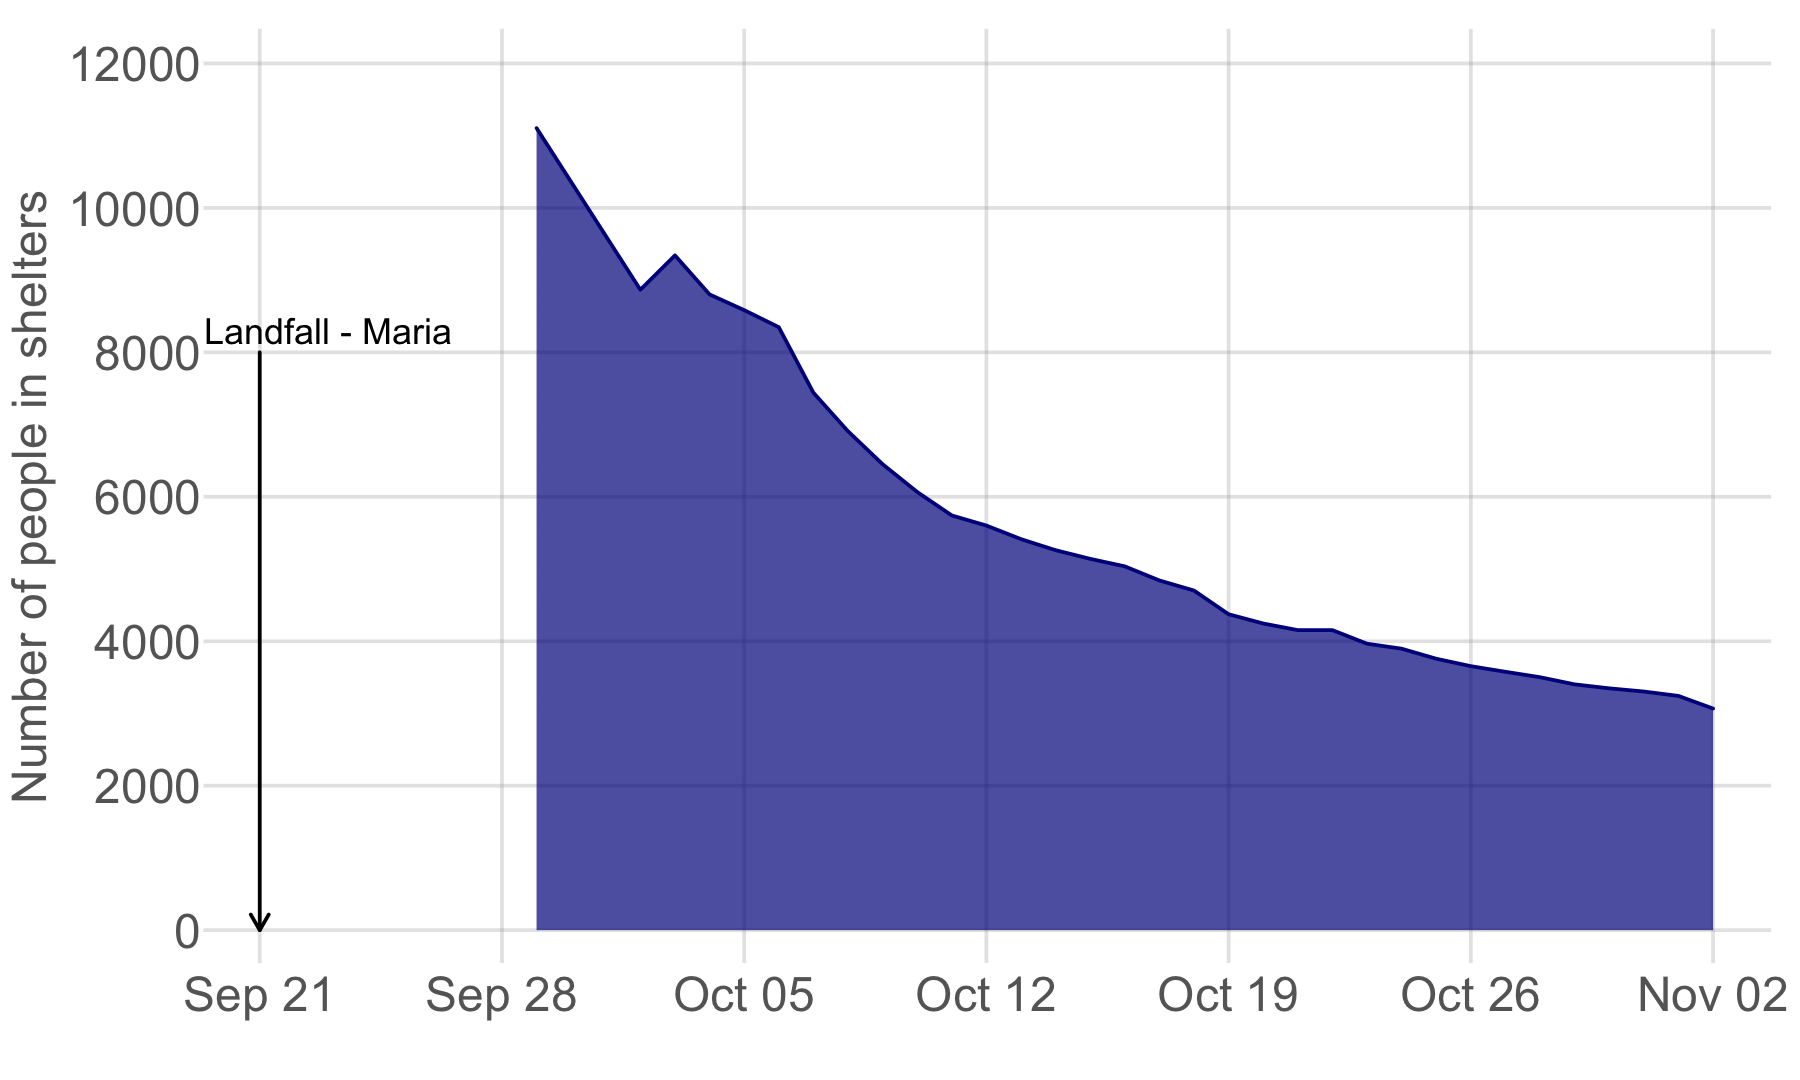 12000
10000
8000
6000
4000
2000
0
Number of people in shelters
Landfall - Maria
Sep 21
Sep 28
Oct 05
Oct 12
Oct 19
Oct 26
Nov 02